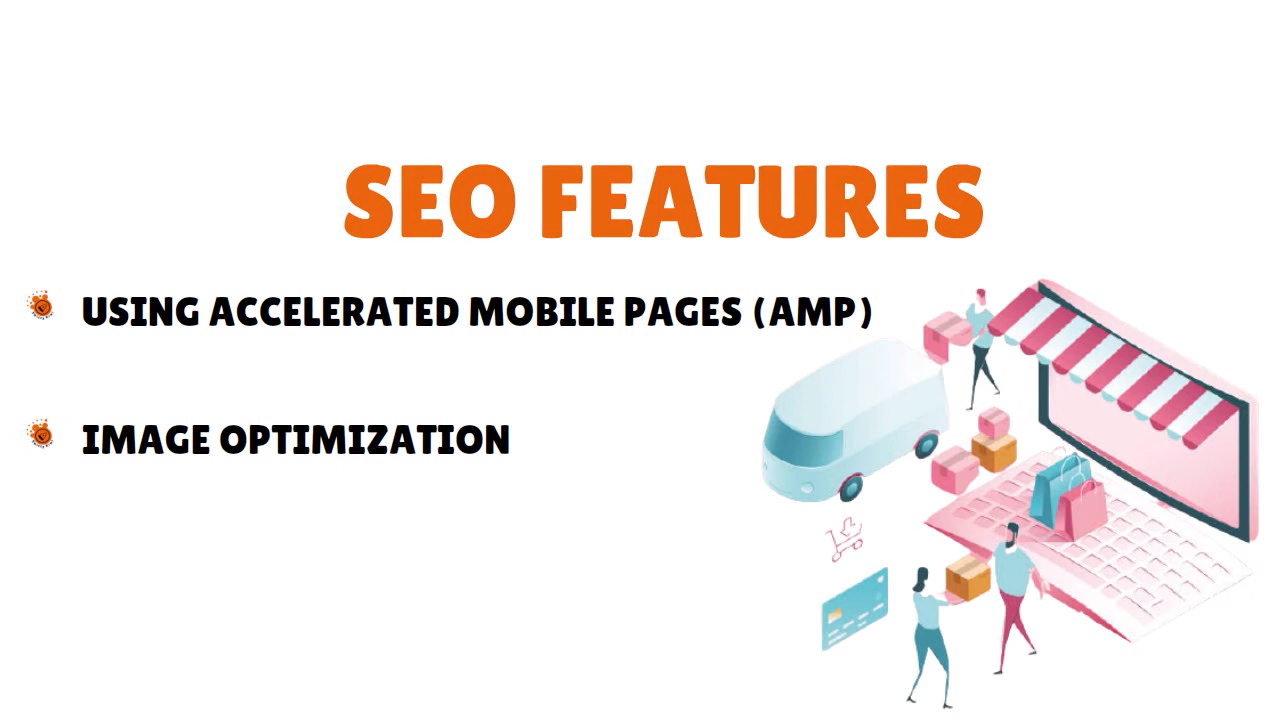 SEO FEATURES
USING ACCELERATED MOBILE PAGES (AMP)
IMAGE OPTIMIZATION